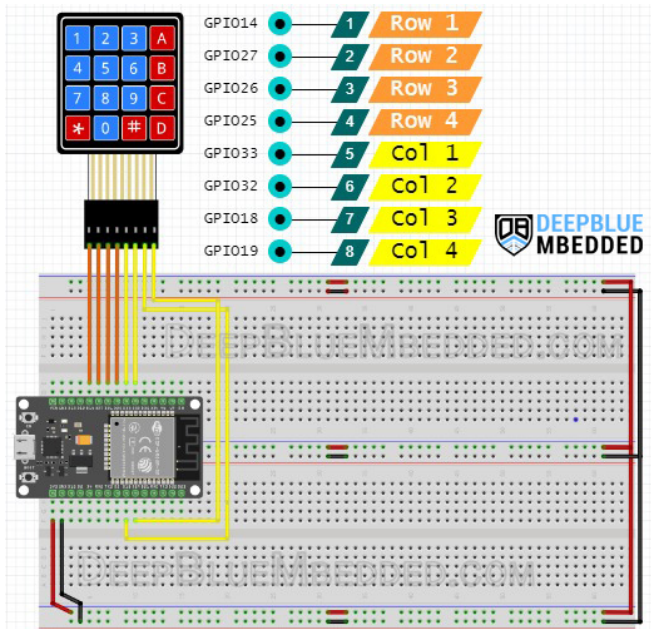 1 2 3 A
4 5 6 B
7 8 9 C
* 0 # D
GPIO14 1 Row 1
GPIO27 2 Row 2
GPIO26 3 Row 3
GPIO25 4 Row 4
GPIO33 5 Col 1
GPIO32 6 Col 2
GPIO18 7 Col 3
GPIO19 8 Col 4
DB DEEPBLUE
MBEDDED
DEEPBLUEMBEDDED.COM
DEEPBLUEMBEDDED.COM